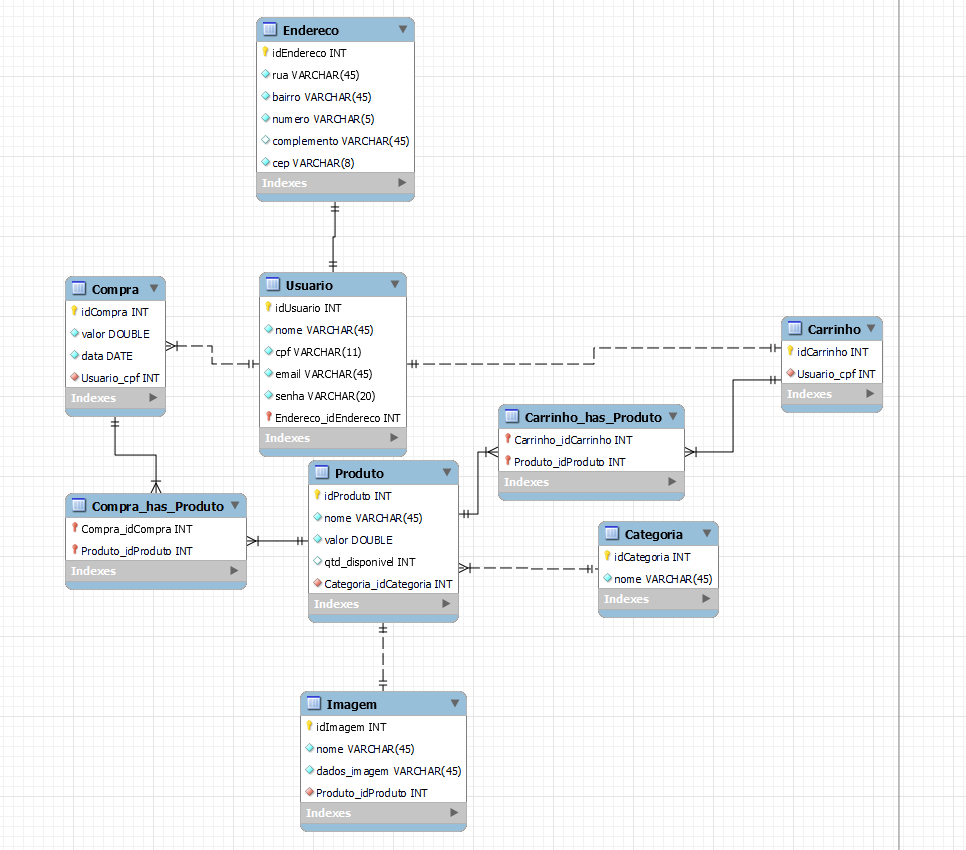 Endereco
idEndereco INT
rua VARCHAR(45)
bairro VARCHAR(45)
numero VARCHAR(5)
complemento VARCHAR(45)
cep VARCHAR(8)
Indexes
Compra
idCompra INT
valor DOUBLE
data DATE
Usuario_cpf INT
Indexes
Usuario
idUsuario INT
nome VARCHAR(45)
cpf VARCHAR(11)
email VARCHAR(45)
senha VARCHAR(20)
Endereco_idEndereco INT
Indexes
Carrinho
idCarrinho INT
Usuario_cpf INT
Indexes
Carrinho_has_Produto
Carrinho_idCarrinho INT
Produto_idProduto INT
Indexes
Produto
idProduto INT
nome VARCHAR(45)
valor DOUBLE
qtd_disponivel INT
Categoria_idCategoria INT
Indexes
Compra_has_Produto
Compra_idCompra INT
Produto_idProduto INT
Indexes
Categoria
idCategoria INT
nome VARCHAR(45)
Indexes
Imagem
idImagem INT
nome VARCHAR(45)
dados_imagem VARCHAR(45)
Produto_idProduto INT
Indexes